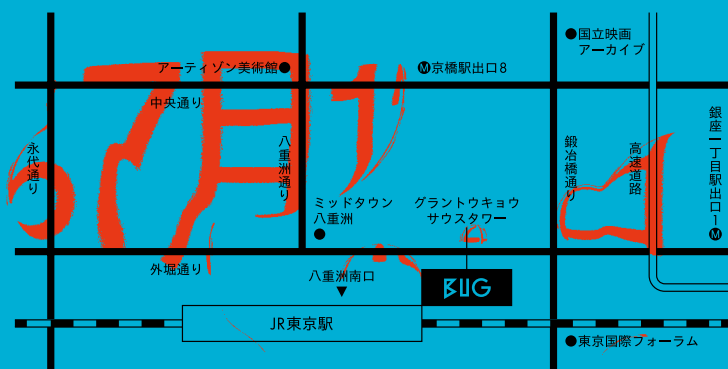 国立映画
アーカイブ
アーティゾン美術館
M京橋駅出口8
中央通り
永代通り
八重洲通り
鍛冶橋通り
高速道路
銀座一丁目駅出口1M
ミッドタウン
八重洲
グラントウキョウ
サウスタワー
外堀通り
八重洲南口
BUG
JR東京駅
東京国際フォーラム